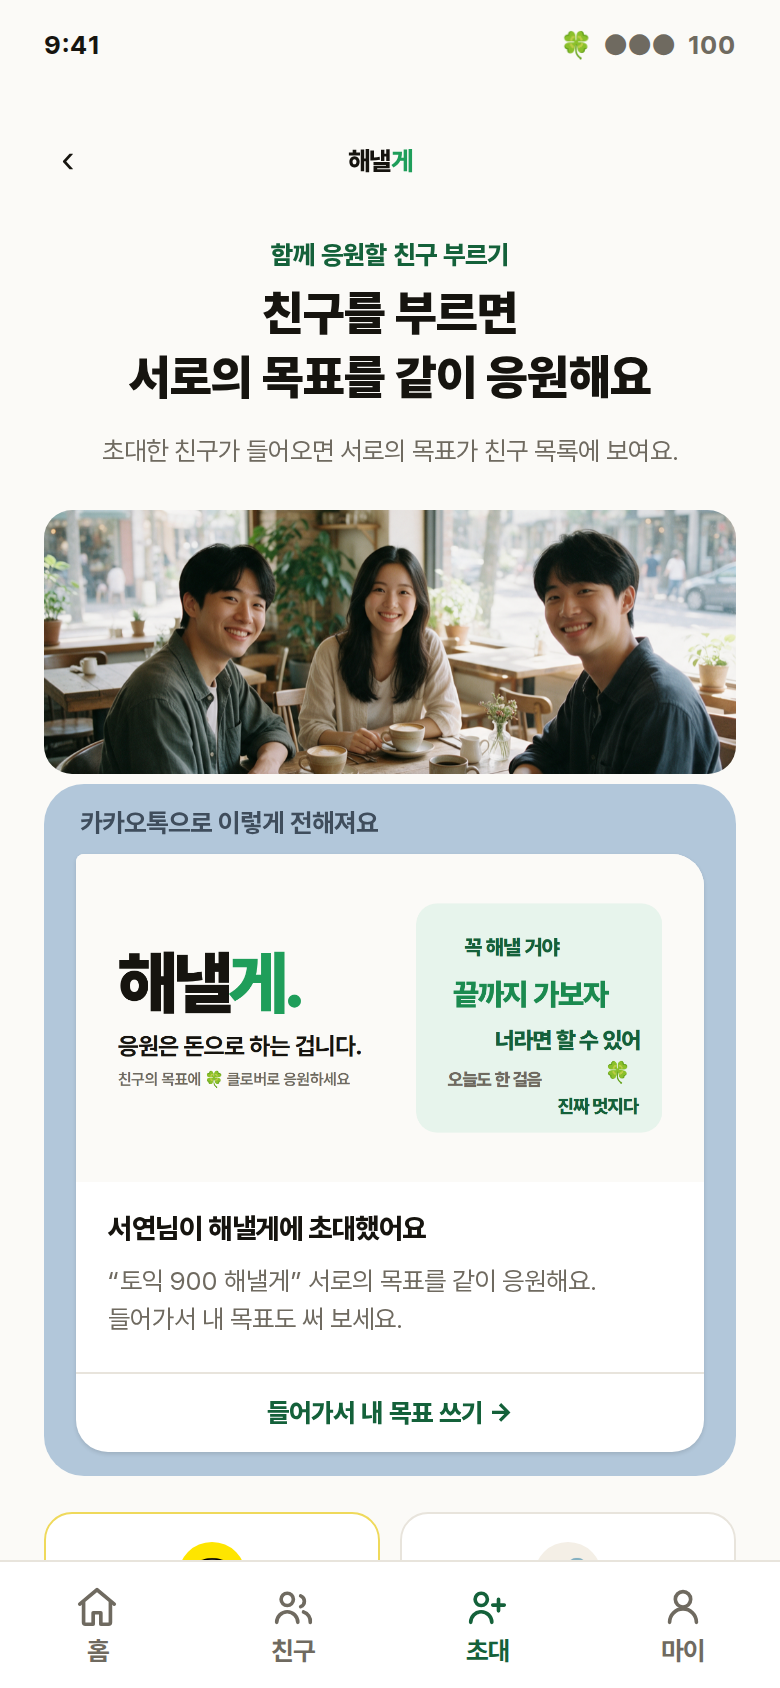 9:41
🍀 ●●● 100
‹ 해낼게
함께 응원할 친구 부르기
친구를 부르면
서로의 목표를 같이 응원해요
초대한 친구가 들어오면 서로의 목표가 친구 목록에 보여요.
카카오톡으로 이렇게 전해져요
해낼게.
응원은 돈으로 하는 겁니다.
친구의 목표에 🍀 클로버로 응원하세요
꼭 해낼 거야
끝까지 가보자
너라면 할 수 있어
오늘도 한 걸음
🍀
진짜 멋지다
서연님이 해낼게에 초대했어요
“토익 900 해낼게” 서로의 목표를 같이 응원해요.
들어가서 내 목표도 써 보세요.
들어가서 내 목표 쓰기 →
홈 친구 초대 마이